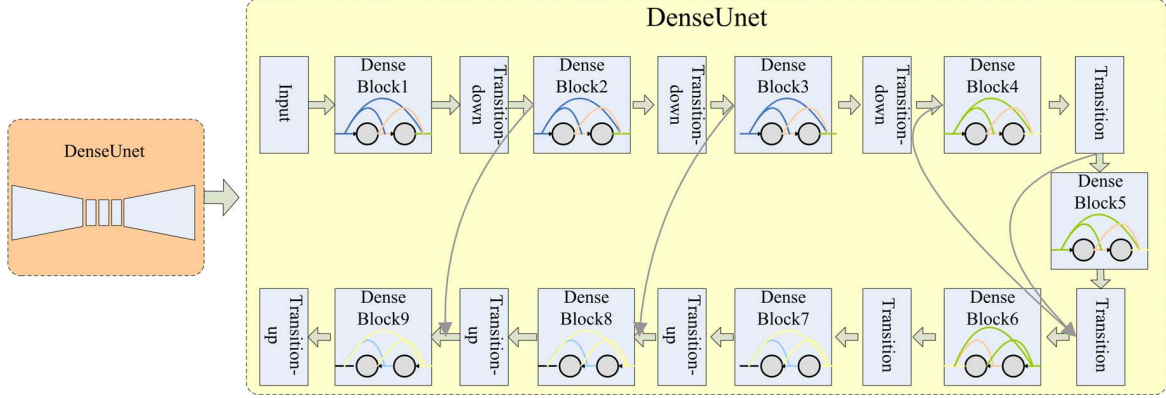 DenseUnet
DenseUnet
Input
Dense
Block1
Transition-
down
Dense
Block2
Transition-
down
Dense
Block3
Transition-
down
Dense
Block4
Transition
Dense
Block5
Transition-
up
Dense
Block9
Transition-
up
Dense
Block8
Transition-
up
Dense
Block7
Transition
Dense
Block6
Transition